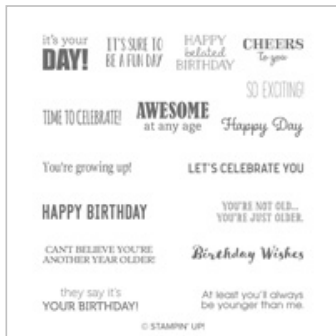 it's your
DAY!
IT'S SURE TO
BE A FUN DAY
HAPPY
belated
BIRTHDAY
CHEERS
to you
SO EXCITING!
TIME TO CELEBRATE!
AWESOME
at any age
Happy Day
You're growing up!
LET'S CELEBRATE YOU
HAPPY BIRTHDAY
YOU'RE NOT OLD...
YOU'RE JUST OLDER.
CAN'T BELIEVE YOU'RE
ANOTHER YEAR OLDER!
Birthday Wishes
they say it's
YOUR BIRTHDAY!
At least you'll always
be younger than me.
© STAMPIN' UP!